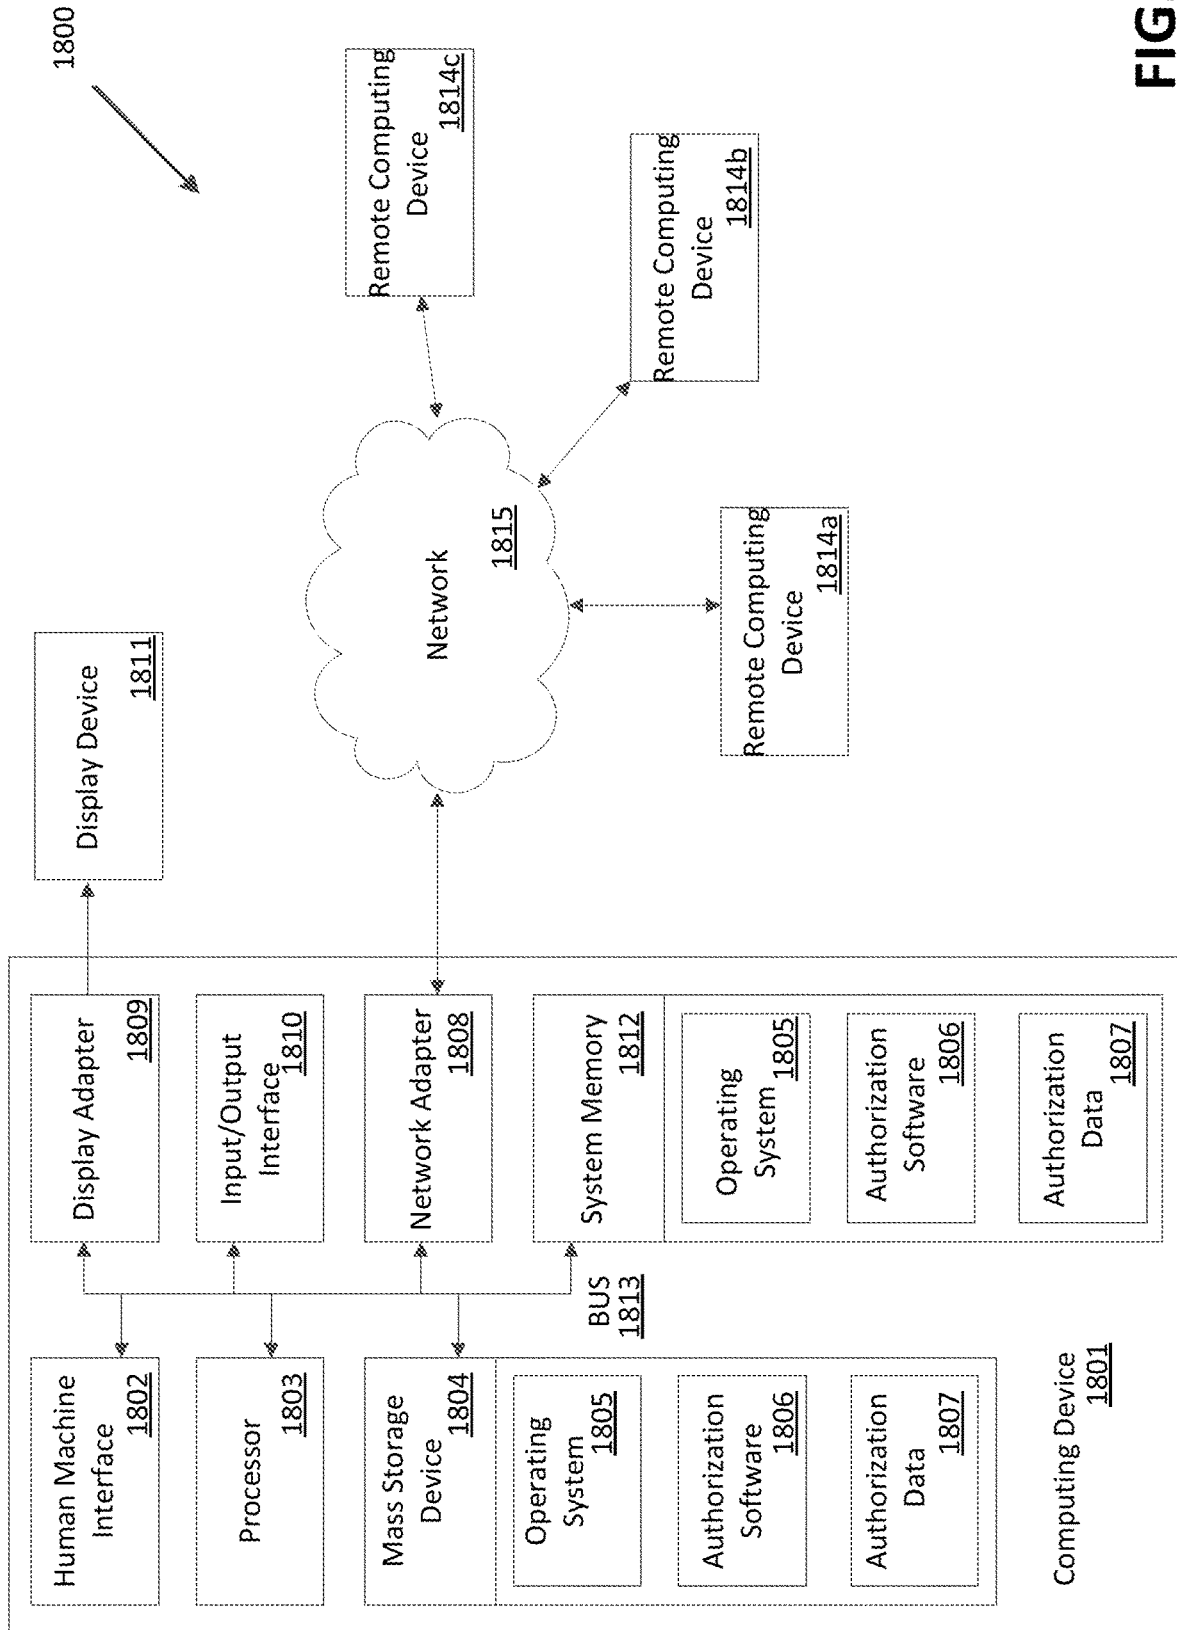 1800
Human Machine
Interface
1802
Processor
1803
Mass Storage
Device
1804
Operating
System
1805
Authorization
Software
1806
Authorization
Data
1807
Computing Device
1801
BUS
1813
Display Adapter
1809
Input/Output
Interface
1810
Network Adapter
1808
System Memory
1812
Operating
System
1805
Authorization
Software
1806
Authorization
Data
1807
Display Device
1811
Network
1815
Remote Computing
Device
1814a
Remote Computing
Device
1814b
Remote Computing
Device
1814c
FIG.